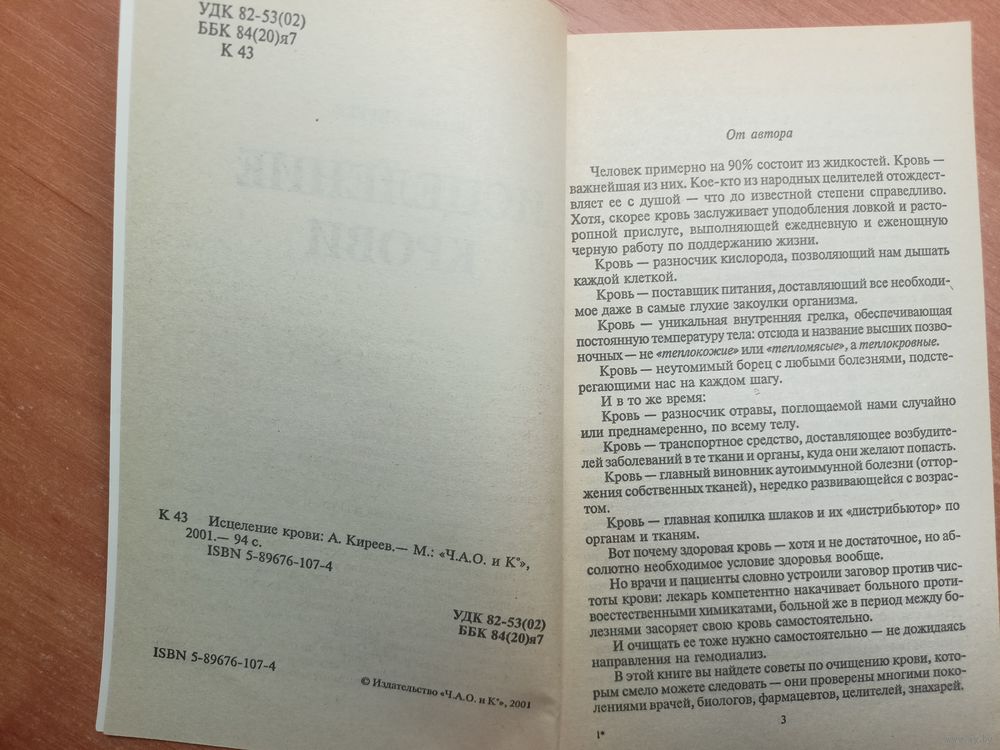 УДК 82-53(02)
ББК 84(20)я7
К 43
К 43 Исцеление крови: А. Киреев.— М.: «Ч.А.О. и К°»,
2001.— 94 с.
ISBN 5-89676-107-4
УДК 82-53(02)
ББК 84(20)я7
ISBN 5-89676-107-4
© Издательство «Ч.А.О. и К°», 2001
От автора
Человек примерно на 90% состоит из жидкостей. Кровь —
важнейшая из них. Кое-кто из народных целителей отождест-
вляет ее с душой — что до известной степени справедливо.
Хотя, скорее кровь заслуживает уподобления ловкой и расто-
ропной прислуге, выполняющей ежедневную и еженощную
черную работу по поддержанию жизни.
Кровь — разносчик кислорода, позволяющий нам дышать
каждой клеткой.
Кровь — поставщик питания, доставляющий все необходи-
мое даже в самые глухие закоулки организма.
Кровь — уникальная внутренняя грелка, обеспечивающая
постоянную температуру тела: отсюда и название высших позво-
ночных — не «теплокожие» или «тепломясые», а теплокровные.
Кровь — неутомимый борец с любыми болезнями, подсте-
регающими нас на каждом шагу.
И в то же время:
Кровь — разносчик отравы, поглощаемой нами случайно
или преднамеренно, по всему телу.
Кровь — транспортное средство, доставляющее возбудите-
лей заболеваний в те ткани и органы, куда они желают попасть.
Кровь — главный виновник аутоиммунной болезни (оттор-
жения собственных тканей), нередко развивающейся с возрас-
том.
Кровь — главная копилка шлаков и их «дистрибьютор» по
органам и тканям.
Вот почему здоровая кровь — хотя и не достаточное, но аб-
солютно необходимое условие здоровья вообще.
Но врачи и пациенты словно устроили заговор против чис-
тоты крови: лекарь компетентно накачивает больного проти-
воестественными химикатами, больной же в период между бо-
лезнями засоряет свою кровь самостоятельно.
И очищать ее тоже нужно самостоятельно — не дожидаясь
направления на гемодиализ.
В этой книге вы найдете советы по очищению крови, кото-
рым смело можете следовать — они проверены многими поко-
лениями врачей, биологов, фармацевтов, целителей, знахарей.
1*
3